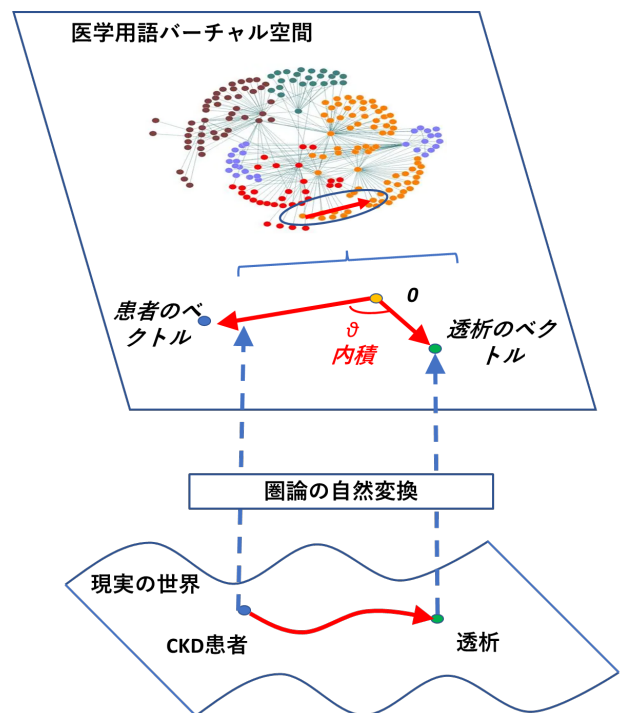 医学用語バーチャル空間
0
患者のベ
クトル
ϑ
内積
透析のベク
トル
圏論の自然変換
現実の世界
CKD患者
透析